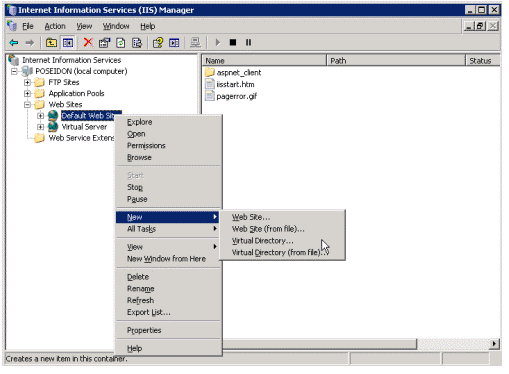 Internet Information Services (IIS) Manager
File Action View Window Help
Internet Information Services
POSEIDON (local computer)
FTP Sites
Application Pools
Web Sites
Default Web Sit
Virtual Server
Web Service Extens
Name Path Status
aspnet_client
iisstart.htm
pagerror.gif
Explore
Open
Permissions
Browse
Start
Stop
Pause
New
All Tasks
View
New Window from Here
Delete
Rename
Refresh
Export List...
Properties
Help
Web Site...
Web Site (from file)...
Virtual Directory...
Virtual Directory (from file)...
Creates a new item in this container.